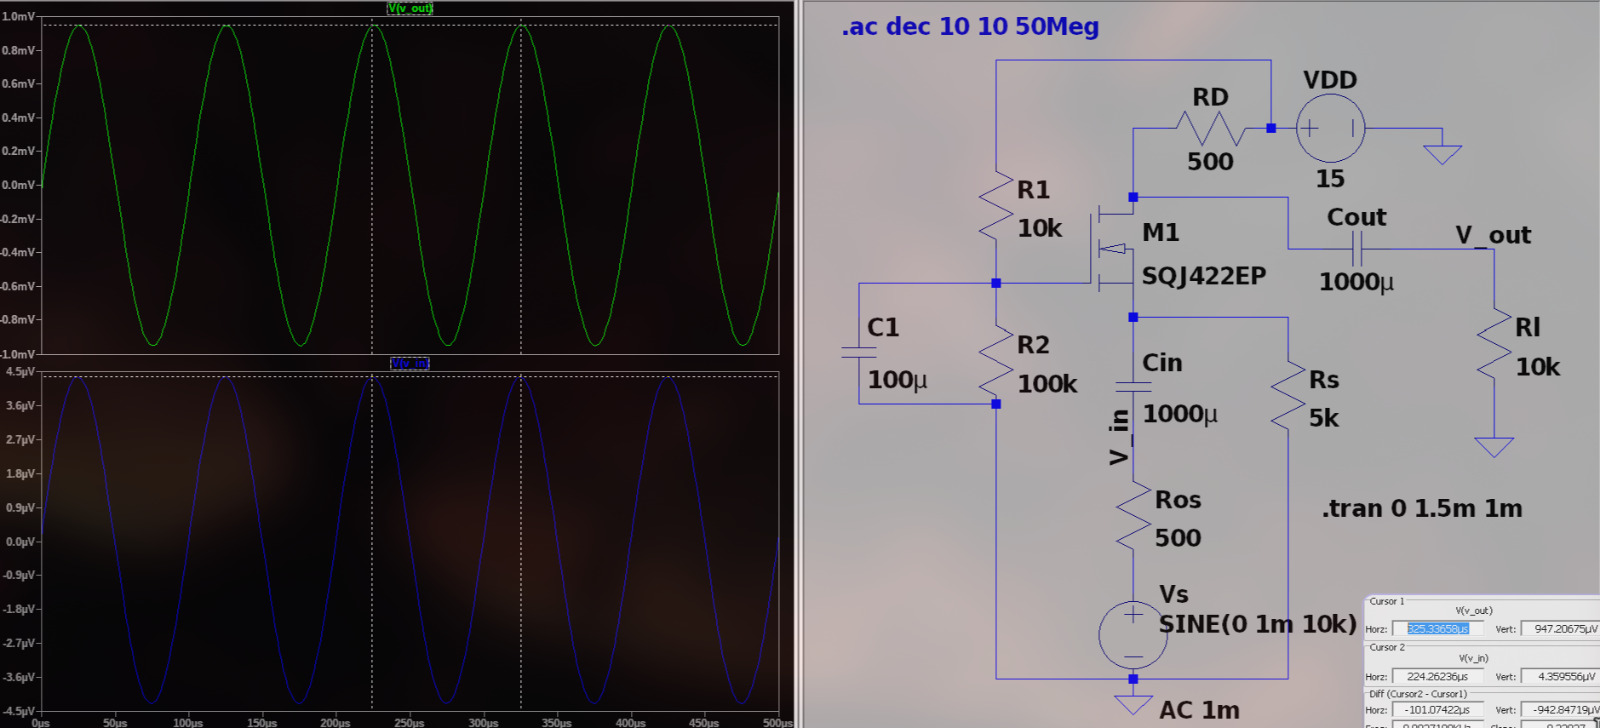 V(v_out)
1.0mV
0.8mV
0.6mV
0.4mV
0.2mV
0.0mV
-0.2mV
-0.4mV
-0.6mV
-0.8mV
-1.0mV
V(v_in)
4.5µV
3.6µV
2.7µV
1.8µV
0.9µV
0.0µV
-0.9µV
-1.8µV
-2.7µV
-3.6µV
-4.5µV
0µs 50µs 100µs 150µs 200µs 250µs 300µs 350µs 400µs 450µs 500µs
.ac dec 10 10 50Meg
VDD
15
RD
500
R1
10k
M1
SQJ422EP
Cout
1000µ
V_out
C1
100µ
R2
100k
Cin
1000µ
Rs
5k
Rl
10k
V_in
Ros
500
.tran 0 1.5m 1m
Vs
SINE(0 1m 10k)
AC 1m
Cursor 1
V(v_out)
Horz: 325.33658µs Vert: 947.20675µV
Cursor 2
V(v_in)
Horz: 224.26236µs Vert: 4.359556µV
Diff (Cursor2 - Cursor1)
Horz: -101.07422µs Vert: -942.84719µV